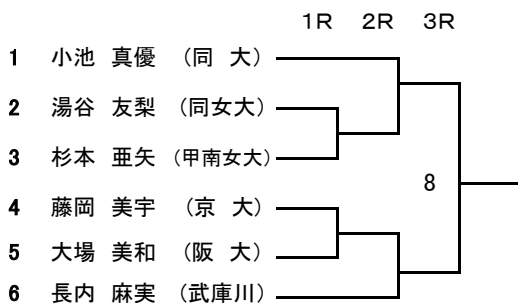 1R 2R 3R
1 小池 真優 (同 大)
2 湯谷 友梨 (同女大)
3 杉本 亜矢 (甲南女大)
8
4 藤岡 美宇 (京 大)
5 大場 美和 (阪 大)
6 長内 麻実 (武庫川)